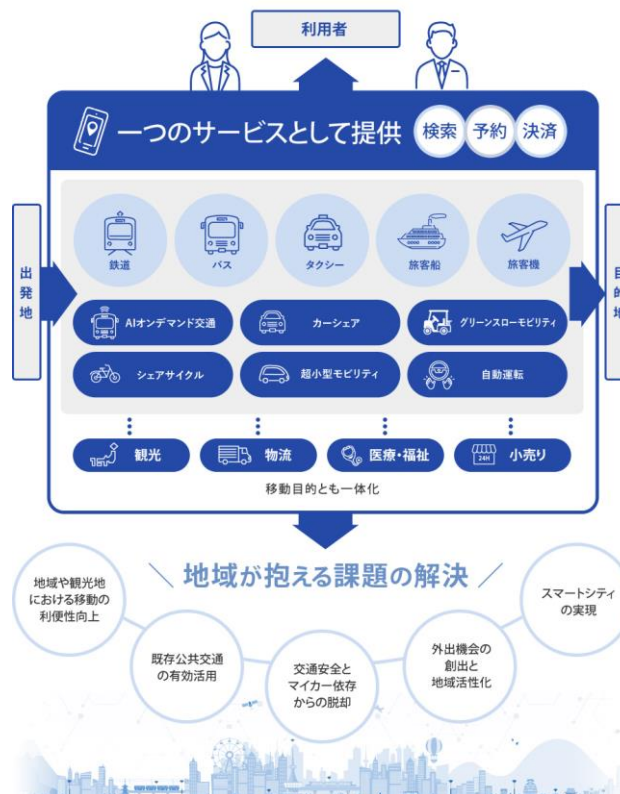 利用者
一つのサービスとして提供
検索
予約
決済
出発地
目的地
鉄道
バス
タクシー
旅客船
旅客機
AIオンデマンド交通
カーシェア
グリーンスローモビリティ
シェアサイクル
超小型モビリティ
自動運転
観光
物流
医療・福祉
小売り
24H
移動目的とも一体化
地域が抱える課題の解決
地域や観光地
における移動の
利便性向上
既存公共交通
の有効活用
交通安全と
マイカー依存
からの脱却
外出機会の
創出と
地域活性化
スマートシティ
の実現